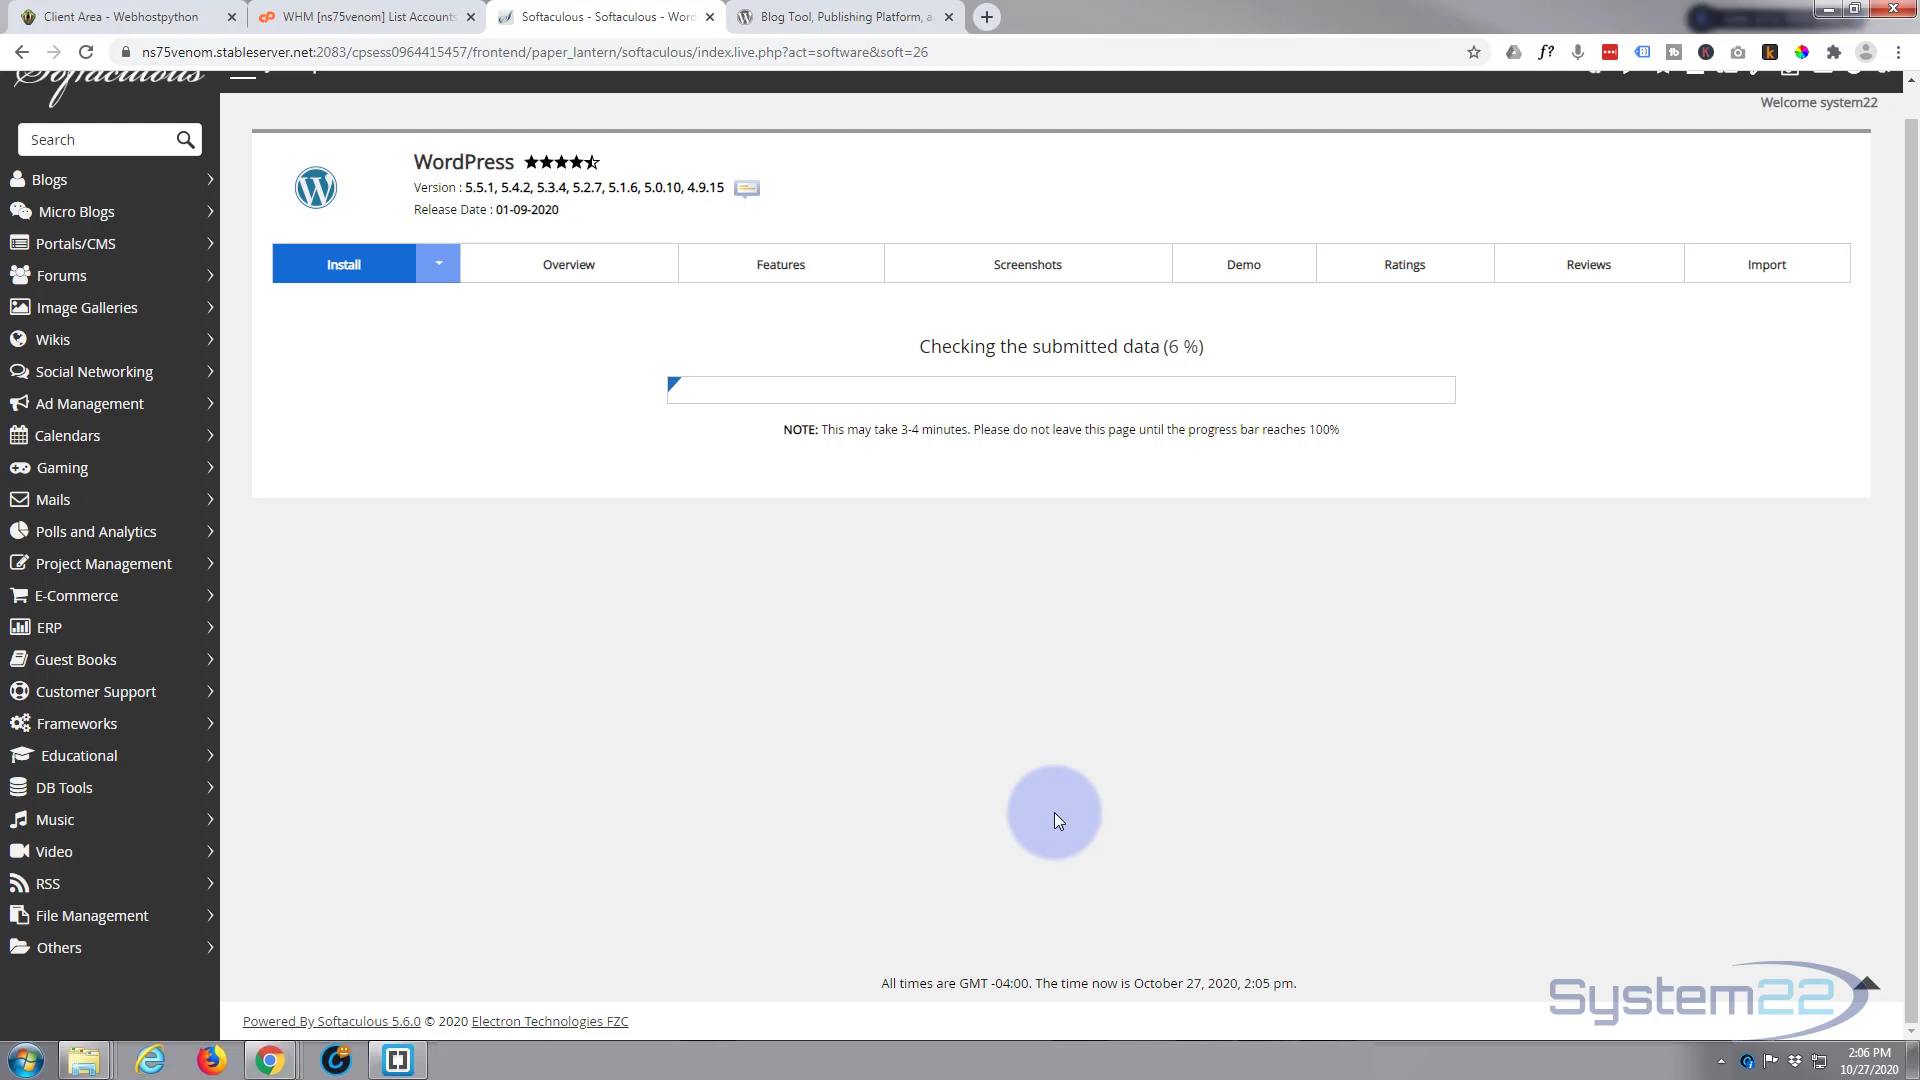 Client Area - Webhostpython
WHM [ns75venom] List Accounts
Softaculous - Softaculous - Wor
Blog Tool, Publishing Platform, a
ns75venom.stableserver.net:2083/cpsess0964415457/frontend/paper_lantern/softaculous/index.live.php?act=software&soft=26
Softaculous
Welcome system22
Search
Blogs
Micro Blogs
Portals/CMS
Forums
Image Galleries
Wikis
Social Networking
Ad Management
Calendars
Gaming
Mails
Polls and Analytics
Project Management
E-Commerce
ERP
Guest Books
Customer Support
Frameworks
Educational
DB Tools
Music
Video
RSS
File Management
Others
WordPress
Version : 5.5.1, 5.4.2, 5.3.4, 5.2.7, 5.1.6, 5.0.10, 4.9.15
Release Date : 01-09-2020
Install Overview Features Screenshots Demo Ratings Reviews Import
Checking the submitted data (6 %)
NOTE: This may take 3-4 minutes. Please do not leave this page until the progress bar reaches 100%
All times are GMT -04:00. The time now is October 27, 2020, 2:05 pm.
System22
Powered By Softaculous 5.6.0 © 2020 Electron Technologies FZC
2:06 PM
10/27/2020